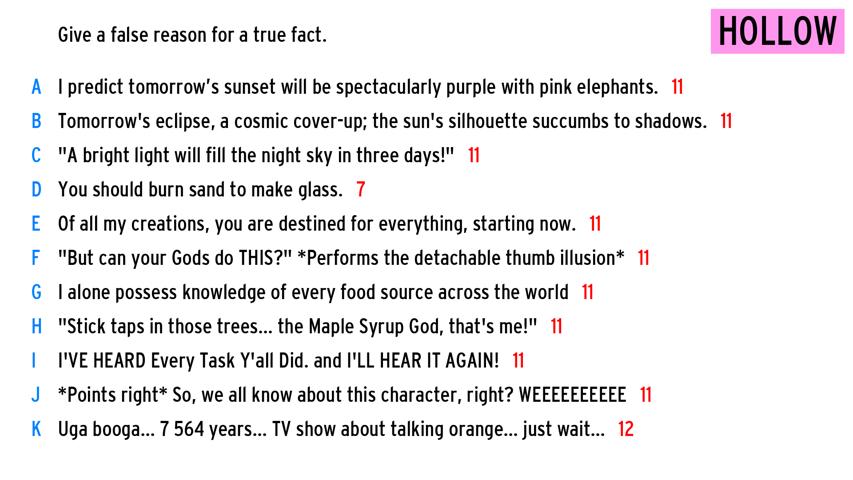 Give a false reason for a true fact.
HOLLOW
A I predict tomorrow's sunset will be spectacularly purple with pink elephants. 11
B Tomorrow's eclipse, a cosmic cover-up; the sun's silhouette succumbs to shadows. 11
C "A bright light will fill the night sky in three days!" 11
D You should burn sand to make glass. 7
E Of all my creations, you are destined for everything, starting now. 11
F "But can your Gods do THIS?" *Performs the detachable thumb illusion* 11
G I alone possess knowledge of every food source across the world 11
H "Stick taps in those trees... the Maple Syrup God, that's me!" 11
I I'VE HEARD Every Task Y'all Did. and I'LL HEAR IT AGAIN! 11
J *Points right* So, we all know about this character, right? WEEEEEEEEEE 11
K Uga booga... 7 564 years... TV show about talking orange... just wait... 12